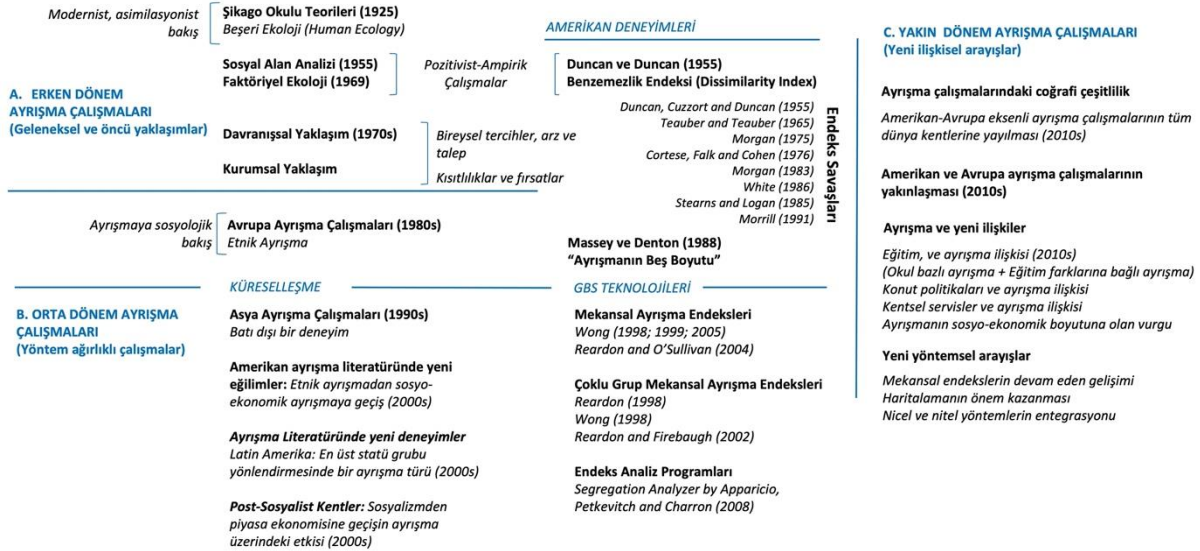 Modernist, asimilasyonist
bakış
Şikago Okulu Teorileri (1925)
Beşeri Ekoloji (Human Ecology)
Sosyal Alan Analizi (1955)
Faktöriyel Ekoloji (1969)
Pozitivist-Ampirik
Çalışmalar
A. ERKEN DÖNEM
AYRIŞMA ÇALIŞMALARI
(Geleneksel ve öncü yaklaşımlar)
Davranışsal Yaklaşım (1970s)
Kurumsal Yaklaşım
Bireysel tercihler, arz ve
talep
Kısıtlılıklar ve fırsatlar
AMERİKAN DENEYİMLERİ
Duncan ve Duncan (1955)
Benzemezlik Endeksi (Dissimilarity Index)
Duncan, Cuzzort and Duncan (1955)
Teauber and Teauber (1965)
Morgan (1975)
Cortese, Falk and Cohen (1976)
Morgan (1983)
White (1986)
Stearns and Logan (1985)
Morrill (1991)
Endeks Savaşları
Massey ve Denton (1988)
“Ayrışmanın Beş Boyutu”
Ayrışmaya sosyolojik
bakış
Avrupa Ayrışma Çalışmaları (1980s)
Etnik Ayrışma
B. ORTA DÖNEM AYRIŞMA
ÇALIŞMALARI
(Yöntem ağırlıklı çalışmalar)
KÜRESELLEŞME
Asya Ayrışma Çalışmaları (1990s)
Batı dışı bir deneyim
Amerikan ayrışma literatüründe yeni
eğilimler: Etnik ayrışmadan sosyo-
ekonomik ayrışmaya geçiş (2000s)
Ayrışma Literatüründe yeni deneyimler
Latin Amerika: En üst statü grubu
yönlendirmesinde bir ayrışma türü (2000s)
Post-Sosyalist Kentler: Sosyalizmden
piyasa ekonomisine geçişin ayrışma
üzerindeki etkisi (2000s)
GBS TEKNOLOJİLERİ
Mekansal Ayrışma Endeksleri
Wong (1998; 1999; 2005)
Reardon and O’Sullivan (2004)
Çoklu Grup Mekansal Ayrışma Endeksleri
Reardon (1998)
Wong (1998)
Reardon and Firebaugh (2002)
Endeks Analiz Programları
Segregation Analyzer by Apparicio,
Petkevitch and Charron (2008)
C. YAKIN DÖNEM AYRIŞMA ÇALIŞMALARI
(Yeni ilişkisel arayışlar)
Ayrışma çalışmalarındaki coğrafi çeşitlilik
Amerikan-Avrupa eksenli ayrışma çalışmalarının tüm
dünya kentlerine yayılması (2010s)
Amerikan ve Avrupa ayrışma çalışmalarının
yakınlaşması (2010s)
Ayrışma ve yeni ilişkiler
Eğitim, ve ayrışma ilişkisi (2010s)
(Okul bazlı ayrışma + Eğitim farklarına bağlı ayrışma)
Konut politikaları ve ayrışma ilişkisi
Kentsel servisler ve ayrışma ilişkisi
Ayrışmanın sosyo-ekonomik boyutuna olan vurgu
Yeni yöntemsel arayışlar
Mekansal endekslerin devam eden gelişimi
Haritalamanın önem kazanması
Nicel ve nitel yöntemlerin entegrasyonu